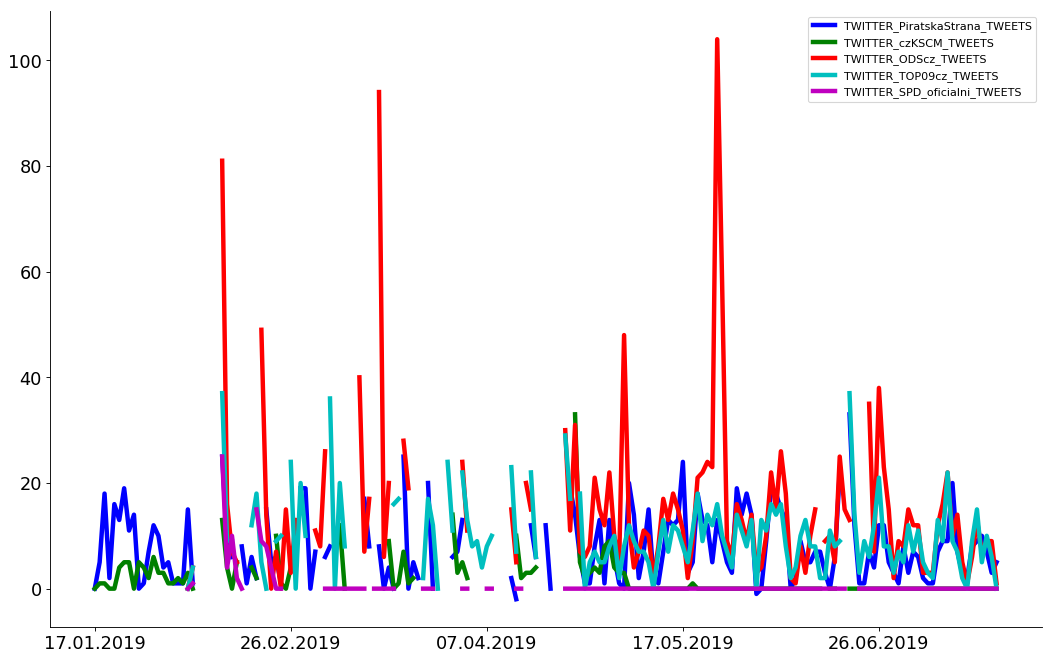 TWITTER_PiratskaStrana_TWEETS
TWITTER_czKSCM_TWEETS
TWITTER_ODScz_TWEETS
TWITTER_TOP09cz_TWEETS
TWITTER_SPD_oficialni_TWEETS
100
80
60
40
20
0
17.01.2019 26.02.2019 07.04.2019 17.05.2019 26.06.2019